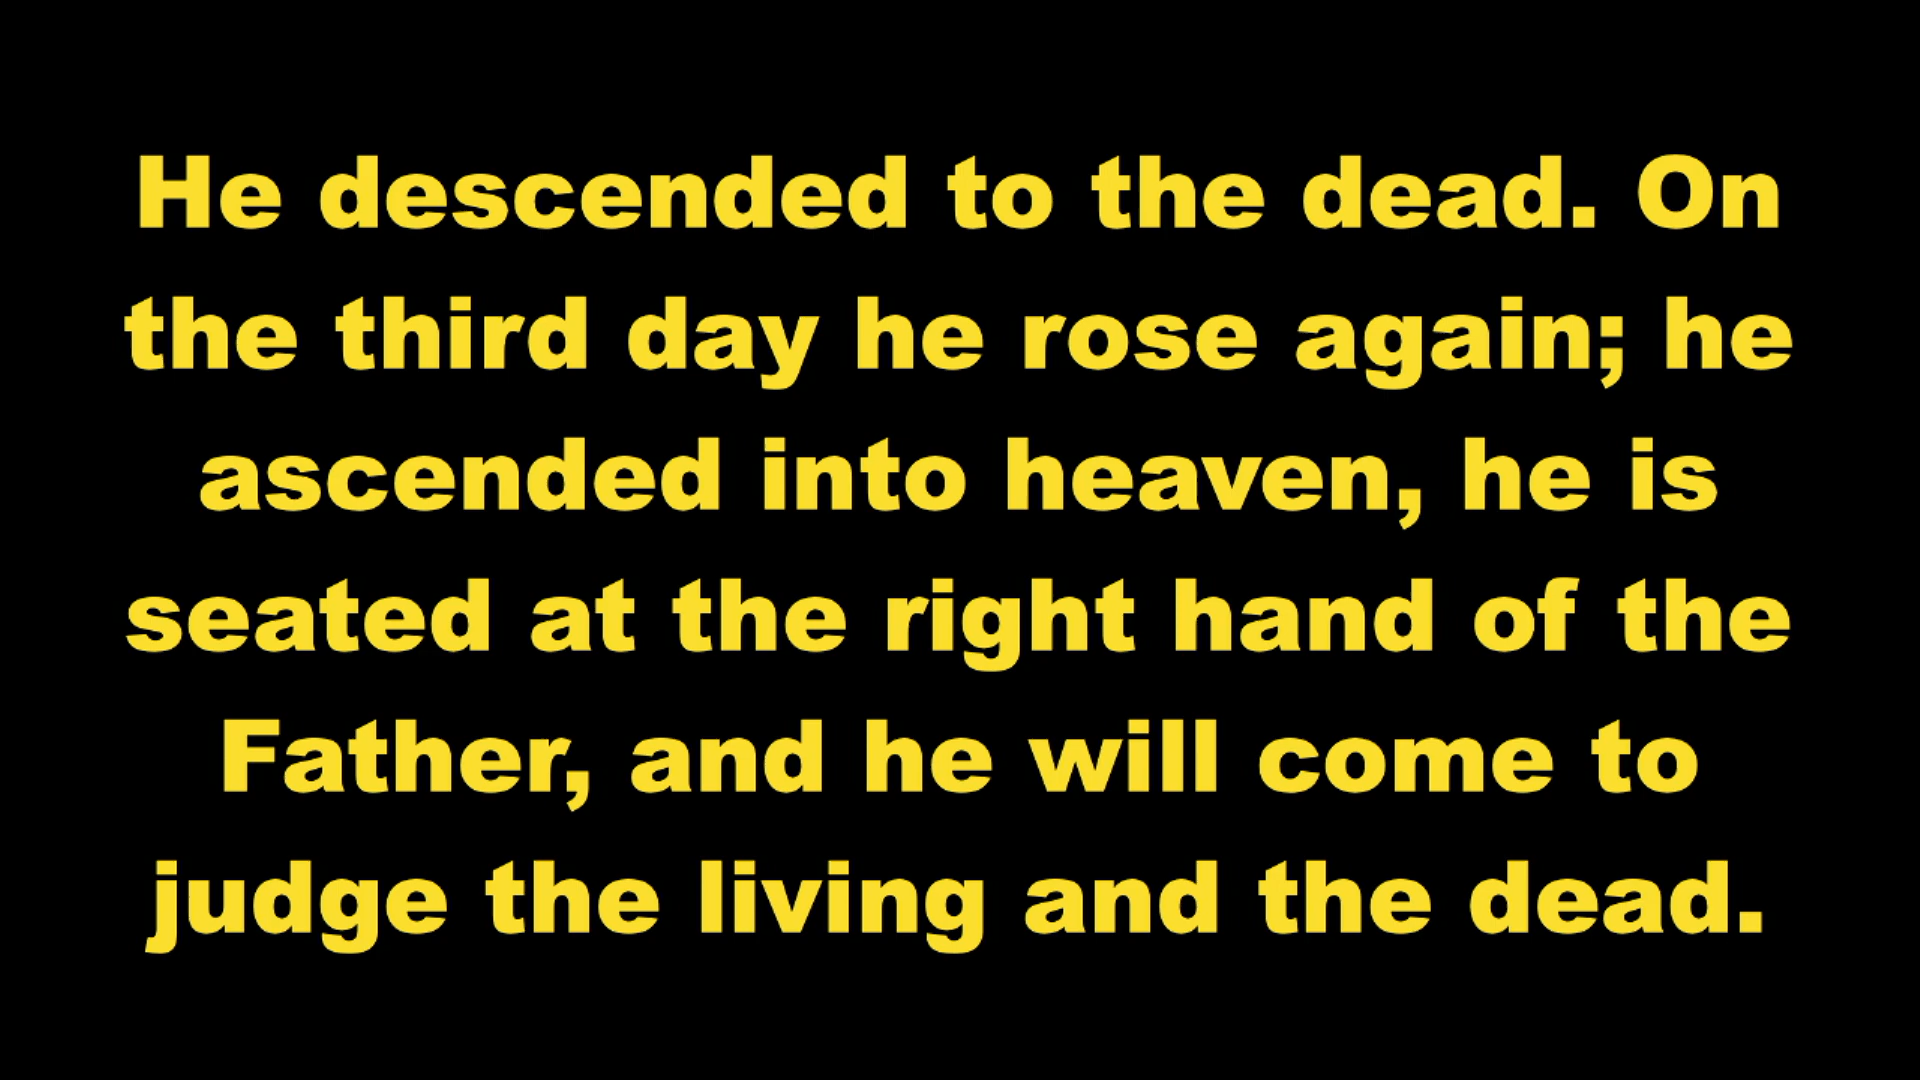 He descended to the dead. On
the third day he rose again; he
ascended into heaven, he is
seated at the right hand of the
Father, and he will come to
judge the living and the dead.